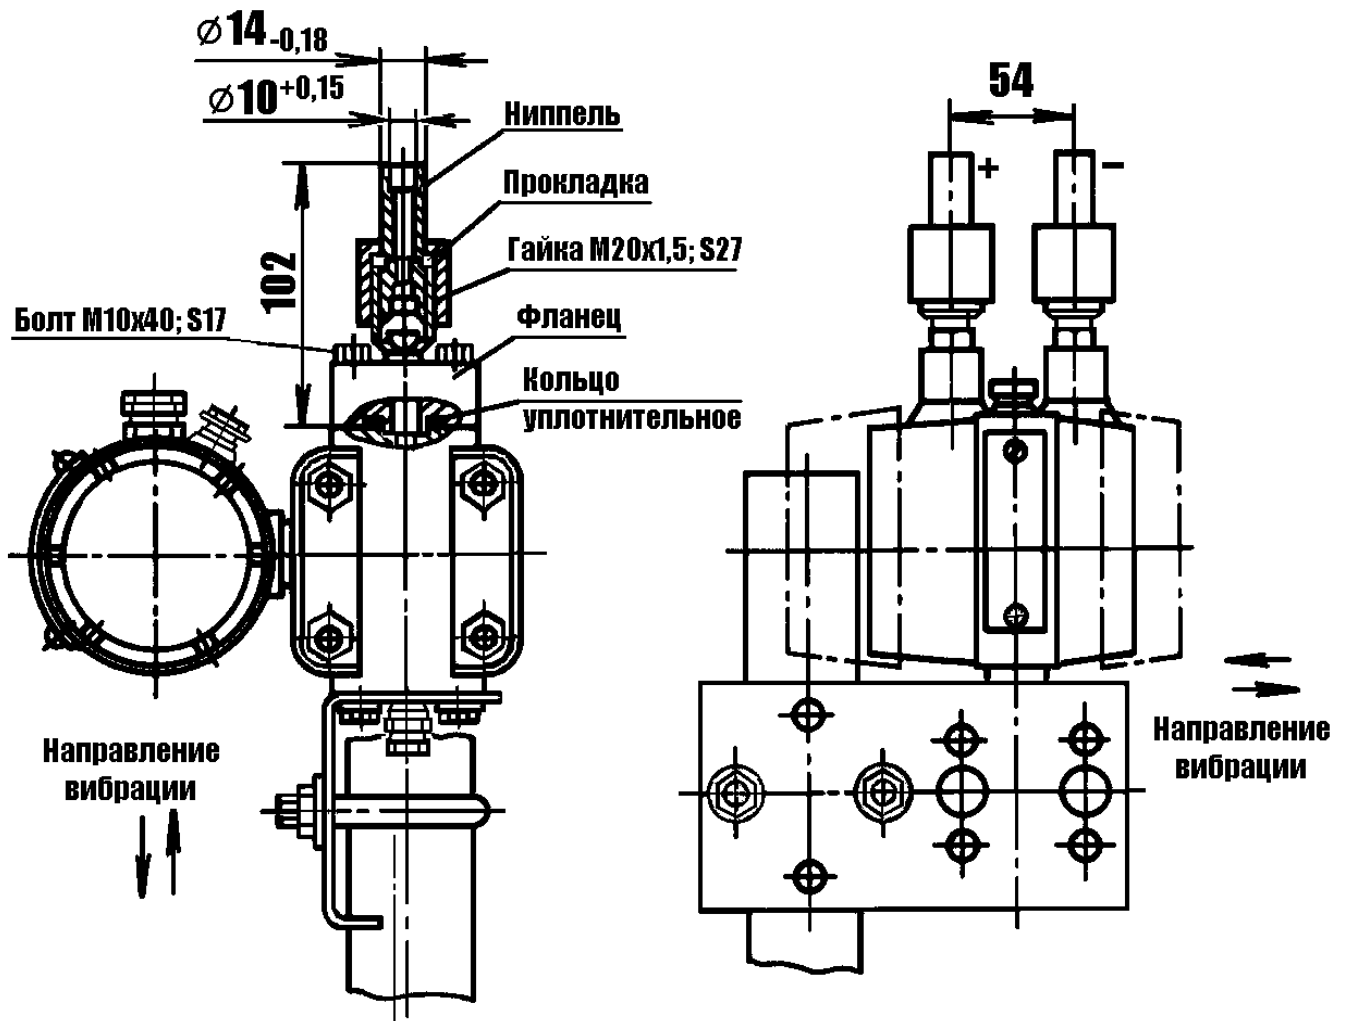 ⌀14-0,18
⌀10+0,15
Ниппель
Прокладка
Гайка М20х1,5; S27
102
Болт М10х40; S17
Фланец
Кольцо
уплотнительное
Направление
вибрации
54
+
−
Направление
вибрации